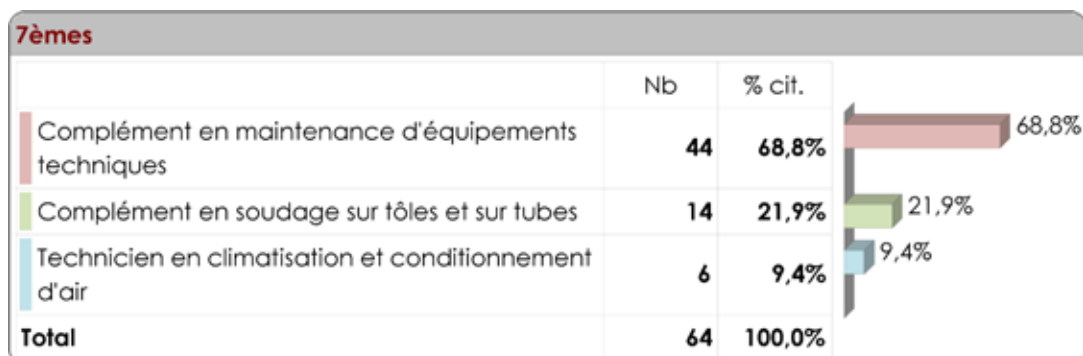 7èmes
Nb % cit.
Complément en maintenance d'équipements
techniques 44 68,8% 68,8%
Complément en soudage sur tôles et sur tubes 14 21,9% 21,9%
Technicien en climatisation et conditionnement
d'air 6 9,4% 9,4%
Total 64 100,0%